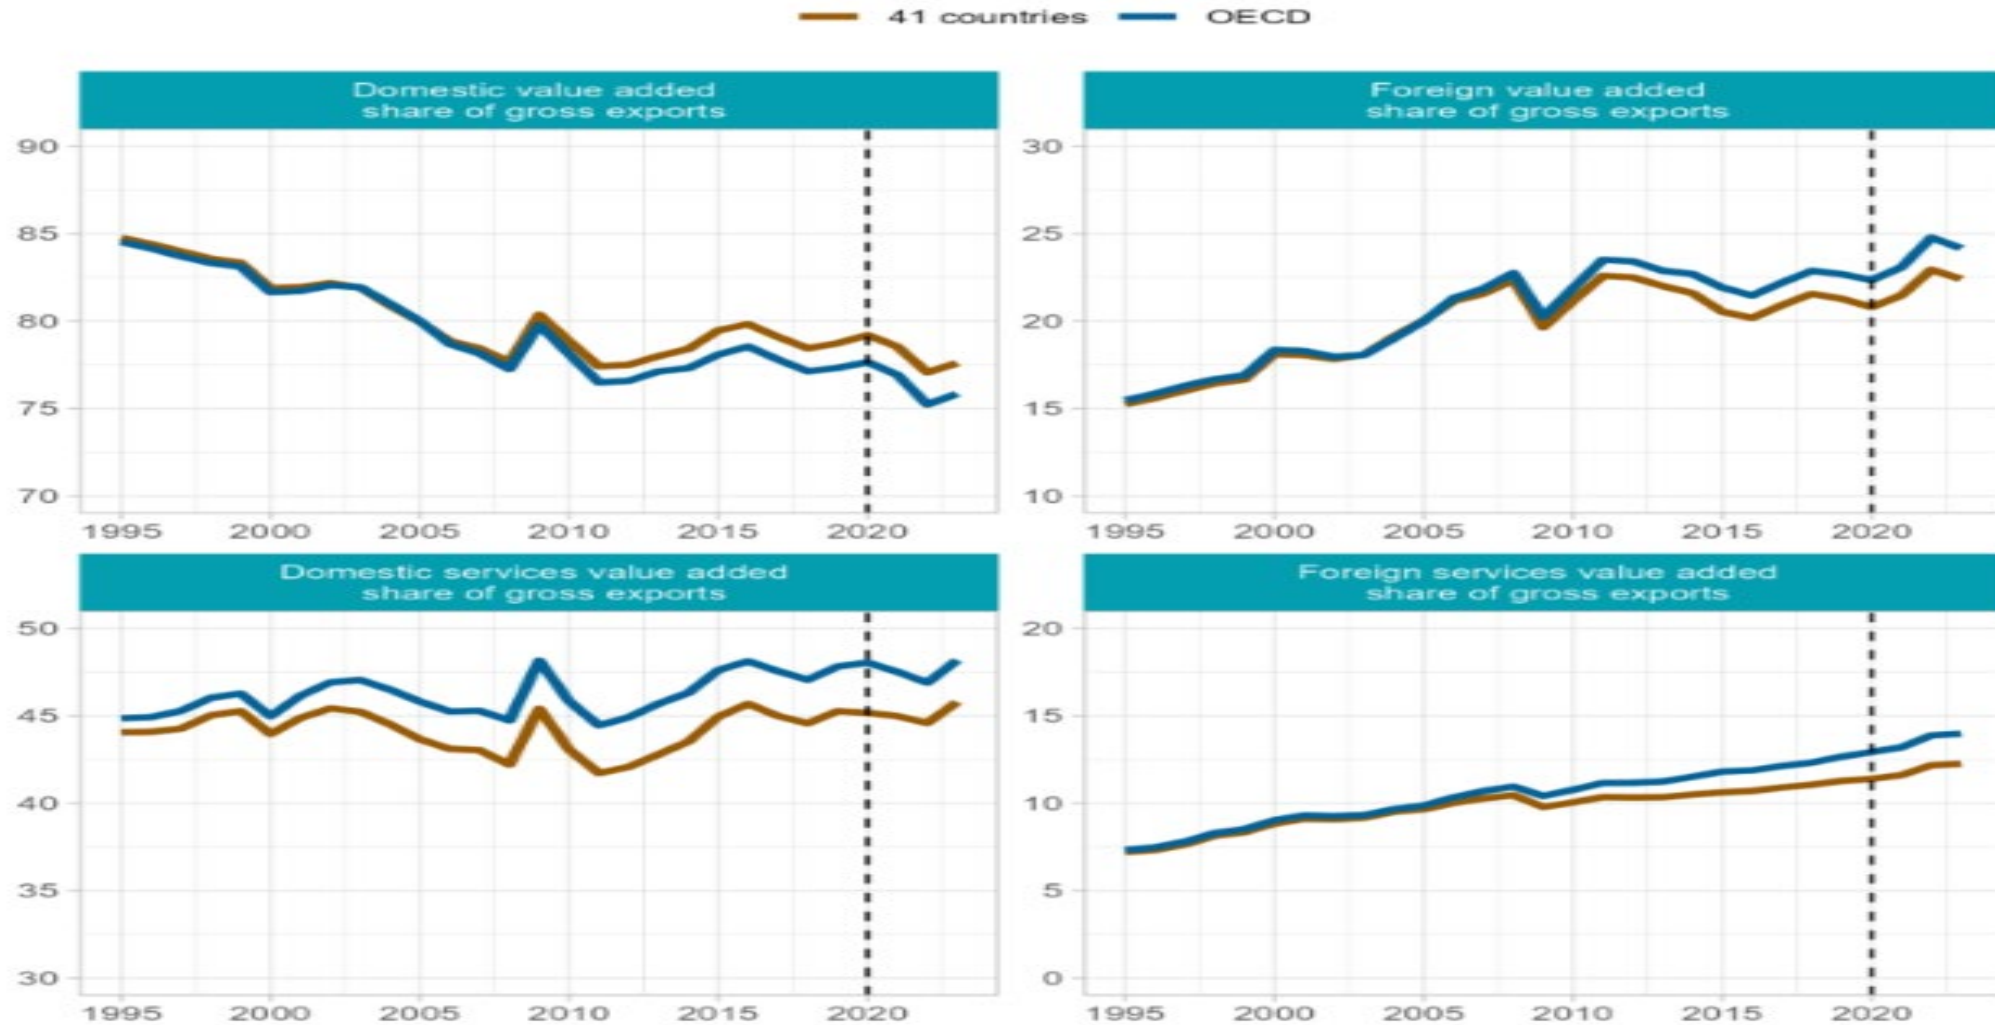 41 countries OECD
Domestic value added
share of gross exports
90
85
80
75
70
1995 2000 2005 2010 2015 2020
Foreign value added
share of gross exports
30
25
20
15
10
1995 2000 2005 2010 2015 2020
Domestic services value added
share of gross exports
50
45
40
35
30
1995 2000 2005 2010 2015 2020
Foreign services value added
share of gross exports
20
15
10
5
0
1995 2000 2005 2010 2015 2020